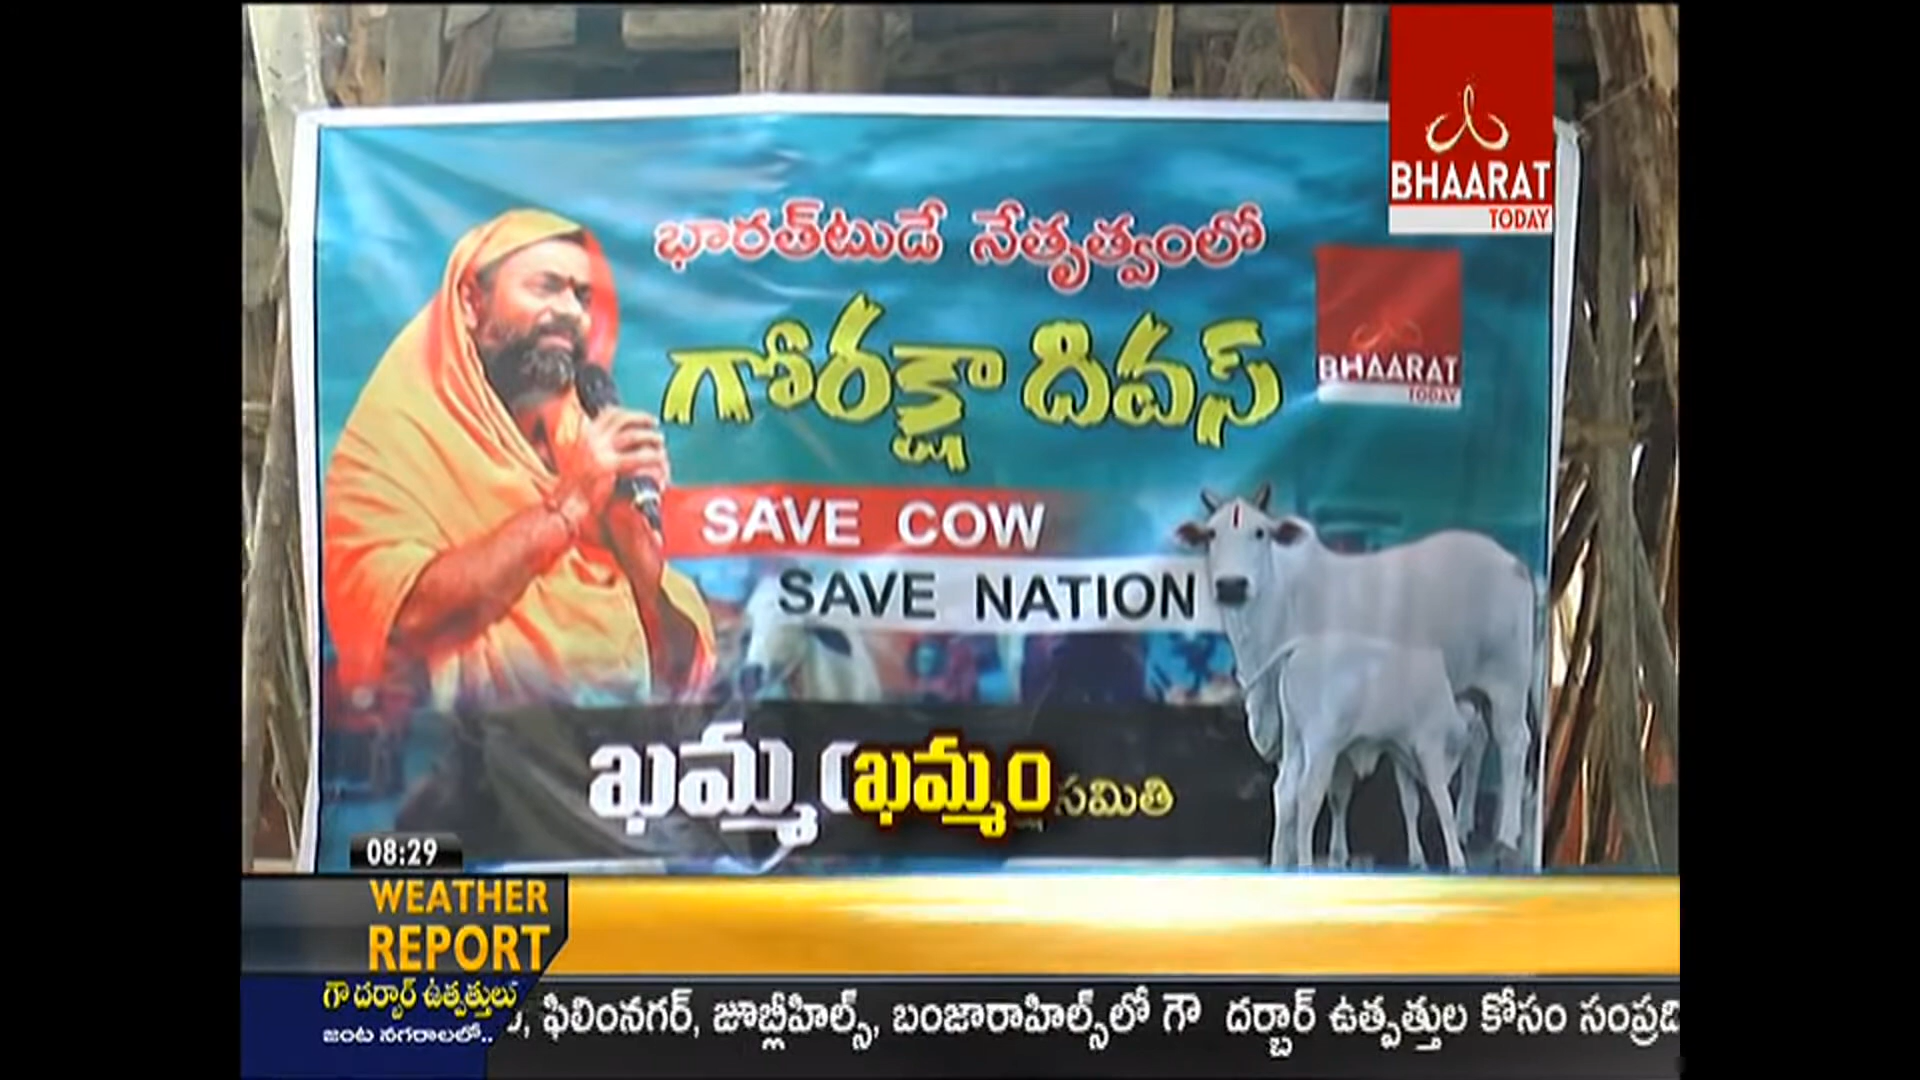 BHAARAT
TODAY
భారత్‌టుడే నేతృత్వంలో
గోరక్షా దివస్
BHAARAT
TODAY
SAVE COW
SAVE NATION
ఖమ్మం
ఖమ్మం
సమితి
08:29
WEATHER
REPORT
గౌ దర్బార్ ఉత్పత్తులు
జంట నగరాలలో..
ఫిలింనగర్, జూబ్లీహిల్స్, బంజారాహిల్స్‌లో గౌ దర్బార్ ఉత్పత్తుల కోసం